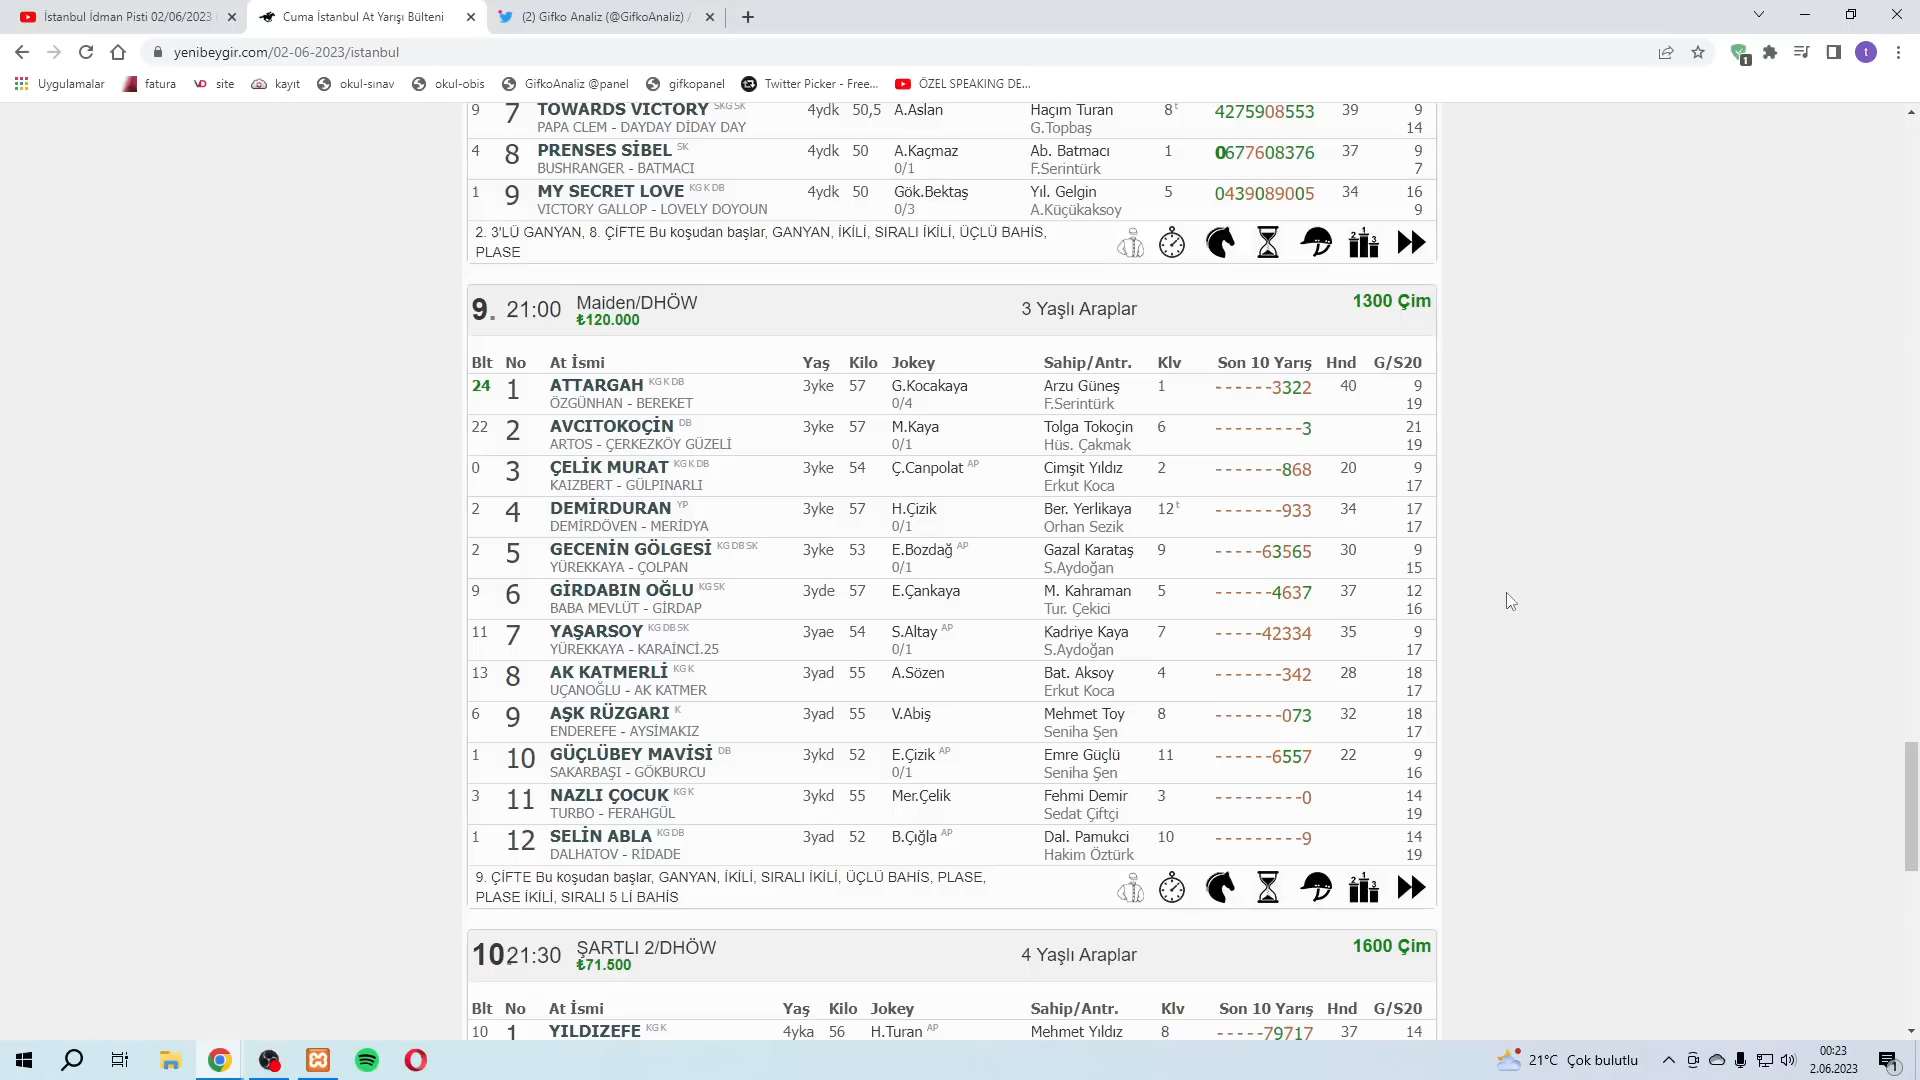 İstanbul İdman Pisti 02/06/2023
Cuma İstanbul At Yarışı Bülteni
(2) Gifko Analiz (@GifkoAnaliz) /
yenibeygir.com/02-06-2023/istanbul
Uygulamalar fatura site kayıt okul-sınav okul-obis GifkoAnaliz @panel gifkopanel Twitter Picker - Free... ÖZEL SPEAKING DE...
9 7 TOWARDS VICTORY SKG SK 4ydk 50,5 A.Aslan Haçım Turan 8 t 4275908553 39 9
PAPA CLEM - DAYDAY DİDAY DAY G.Topbaş 14
4 8 PRENSES SİBEL SK 4ydk 50 A.Kaçmaz Ab. Batmacı 1 0677608376 37 9
BUSHRANGER - BATMACI 0/1 F.Serintürk 7
1 9 MY SECRET LOVE KG K DB 4ydk 50 Gök.Bektaş Yıl. Gelgin 5 0439089005 34 16
VICTORY GALLOP - LOVELY DOYOUN 0/3 A.Küçükaksoy 9
2. 3'LÜ GANYAN, 8. ÇİFTE Bu koşudan başlar, GANYAN, İKİLİ, SIRALI İKİLİ, ÜÇLÜ BAHİS,
PLASE
9. 21:00 Maiden/DHÖW 3 Yaşlı Araplar 1300 Çim
₺120.000
Blt No At İsmi Yaş Kilo Jokey Sahip/Antr. Klv Son 10 Yarış Hnd G/S20
24 1 ATTARGAH KG K DB 3yke 57 G.Kocakaya Arzu Güneş 1 ------3322 40 9
ÖZGÜNHAN - BEREKET 0/4 F.Serintürk 19
22 2 AVCITOKOÇİN DB 3yke 57 M.Kaya Tolga Tokoçin 6 ---------3 21
ARTOS - ÇERKEZKÖY GÜZELİ 0/1 Hüs. Çakmak 19
0 3 ÇELİK MURAT KG K DB 3yke 54 Ç.Canpolat AP Cimşit Yıldız 2 -------868 20 9
KAIZBERT - GÜLPINARLI Erkut Koca 17
2 4 DEMİRDURAN YP 3yke 57 H.Çizik Ber. Yerlikaya 12 t -------933 34 17
DEMİRDÖVEN - MERİDYA 0/1 Orhan Sezik 17
2 5 GECENİN GÖLGESİ KG DB SK 3yke 53 E.Bozdağ AP Gazal Karataş 9 -----63565 30 9
YÜREKKAYA - ÇOLPAN 0/1 S.Aydoğan 15
9 6 GİRDABIN OĞLU KG SK 3yde 57 E.Çankaya M. Kahraman 5 ------4637 37 12
BABA MEVLÜT - GİRDAP Tur. Çekici 16
11 7 YAŞARSOY KG DB SK 3yae 54 S.Altay AP Kadriye Kaya 7 -----42334 35 9
YÜREKKAYA - KARAİNCİ.25 0/1 S.Aydoğan 17
13 8 AK KATMERLİ KG K 3yad 55 A.Sözen Bat. Aksoy 4 -------342 28 18
UÇANOĞLU - AK KATMER Erkut Koca 17
6 9 AŞK RÜZGARI K 3yad 55 V.Abiş Mehmet Toy 8 -------073 32 18
ENDEREFE - AYSİMAKIZ Seniha Şen 17
1 10 GÜÇLÜBEY MAVİSİ DB 3ykd 52 E.Çizik AP Emre Güçlü 11 ------6557 22 9
SAKARBAŞI - GÖKBURCU 0/1 Seniha Şen 16
3 11 NAZLI ÇOCUK KG K 3ykd 55 Mer.Çelik Fehmi Demir 3 ---------0 14
TURBO - FERAHGÜL Sedat Çiftçi 19
1 12 SELİN ABLA KG DB 3yad 52 B.Çığla AP Dal. Pamukci 10 ---------9 14
DALHATOV - RİDADE Hakim Öztürk 19
9. ÇİFTE Bu koşudan başlar, GANYAN, İKİLİ, SIRALI İKİLİ, ÜÇLÜ BAHİS, PLASE,
PLASE İKİLİ, SIRALI 5 Lİ BAHİS
10. 21:30 ŞARTLI 2/DHÖW 4 Yaşlı Araplar 1600 Çim
₺71.500
Blt No At İsmi Yaş Kilo Jokey Sahip/Antr. Klv Son 10 Yarış Hnd G/S20
10 1 YILDIZEFE KG K 4yka 56 H.Turan AP Mehmet Yıldız 8 -----79717 37 14
21°C Çok bulutlu
00:23
2.06.2023